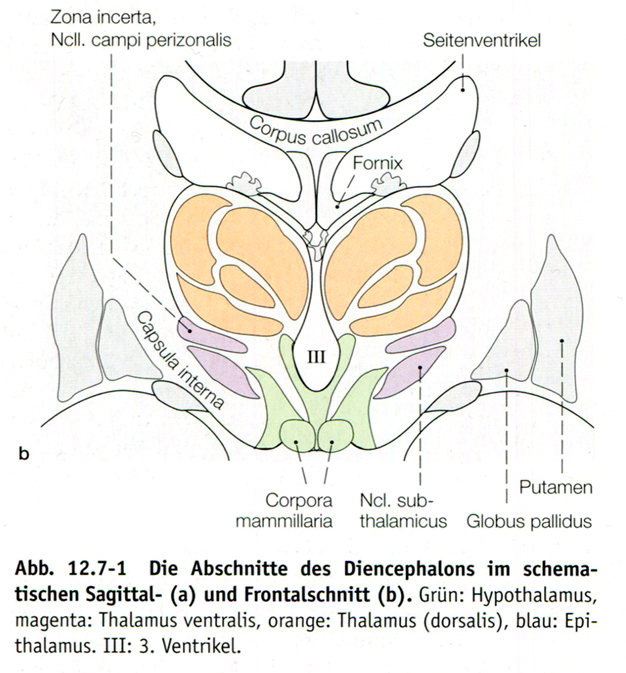 Zona incerta,
Ncll. campi perizonalis
Seitenventrikel
Corpus callosum
Fornix
Capsula interna
III
b
Corpora
mammillaria
Ncl. sub-
thalamicus
Globus pallidus
Putamen
Abb. 12.7-1 Die Abschnitte des Diencephalons im schema-
tischen Sagittal- (a) und Frontalschnitt (b). Grün: Hypothalamus,
magenta: Thalamus ventralis, orange: Thalamus (dorsalis), blau: Epi-
thalamus. III: 3. Ventrikel.